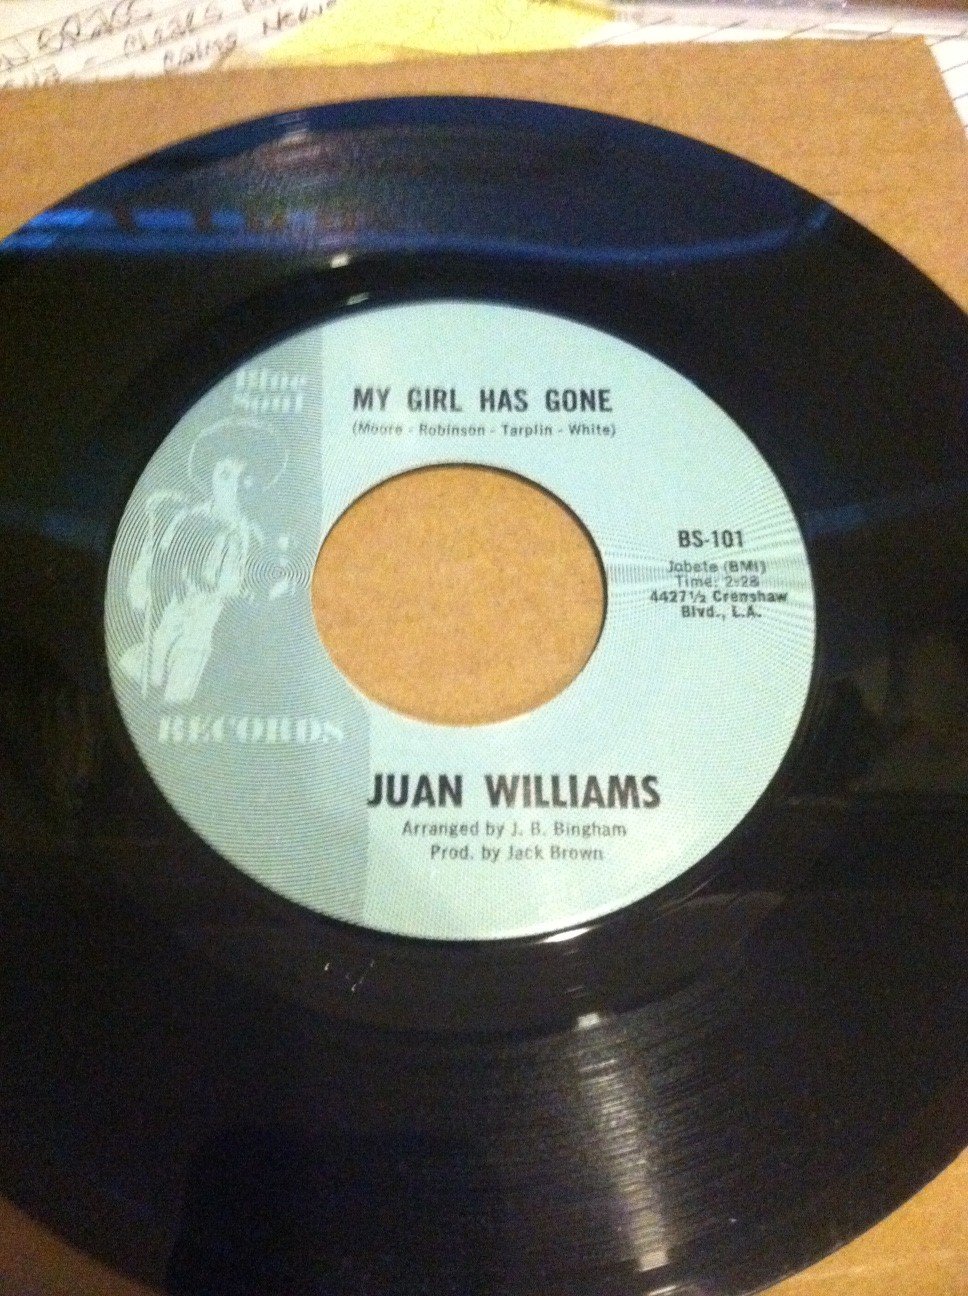 Blue
Soul
MY GIRL HAS GONE
(Moore - Robinson - Tarplin - White)
BS-101
Jobete (BMI)
Time: 2:28
4427½ Crenshaw
Blvd., L.A.
RECORDS
JUAN WILLIAMS
Arranged by J. B. Bingham
Prod. by Jack Brown